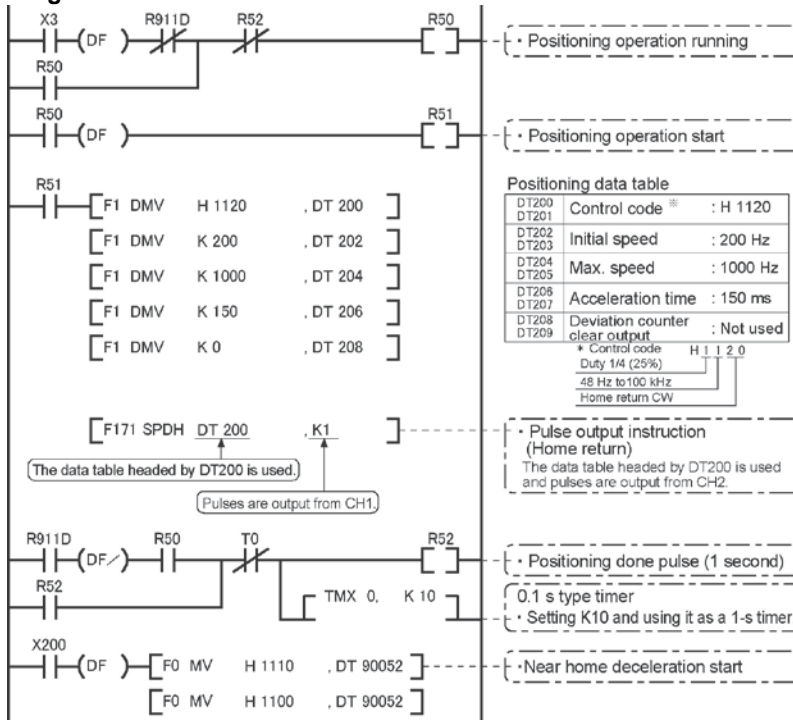 X3 R911D R52 R50
(DF )
· Positioning operation running
R50
R50 R51
(DF )
· Positioning operation start
R51
F1 DMV H 1120 , DT 200
F1 DMV K 200 , DT 202
F1 DMV K 1000 , DT 204
F1 DMV K 150 , DT 206
F1 DMV K 0 , DT 208
Positioning data table
DT200 DT201 Control code ※ : H 1120
DT202 DT203 Initial speed : 200 Hz
DT204 DT205 Max. speed : 1000 Hz
DT206 DT207 Acceleration time : 150 ms
DT208 DT209 Deviation counter clear output : Not used
* Control code H 1 1 2 0
Duty 1/4 (25%)
48 Hz to100 kHz
Home return CW
F171 SPDH DT 200 , K1
The data table headed by DT200 is used.
Pulses are output from CH1.
· Pulse output instruction
(Home return)
The data table headed by DT200 is used
and pulses are output from CH2.
R911D R50 T0 R52
(DF/ )
· Positioning done pulse (1 second)
R52
TMX 0, K 10
0.1 s type timer
· Setting K10 and using it as a 1-s timer
X200
(DF ) F0 MV H 1110 , DT 90052
·Near home deceleration start
F0 MV H 1100 , DT 90052